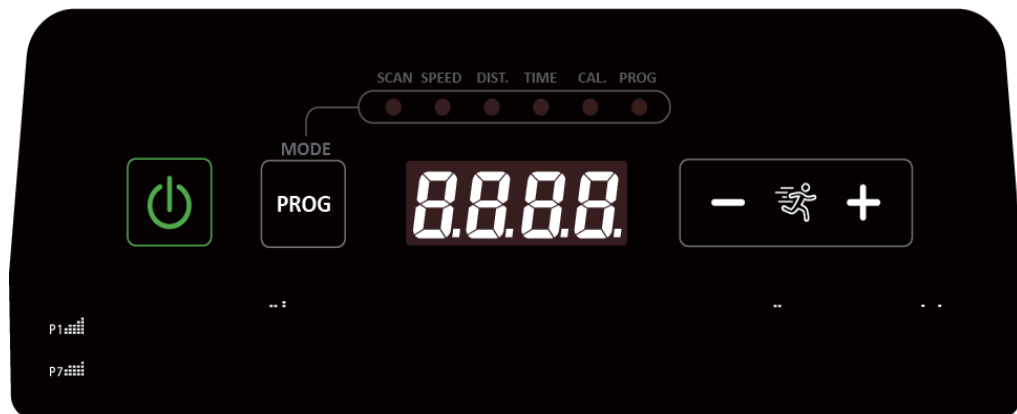 SCAN SPEED DIST. TIME CAL. PROG
MODE
PROG
8.8.8.8.
P1
P7